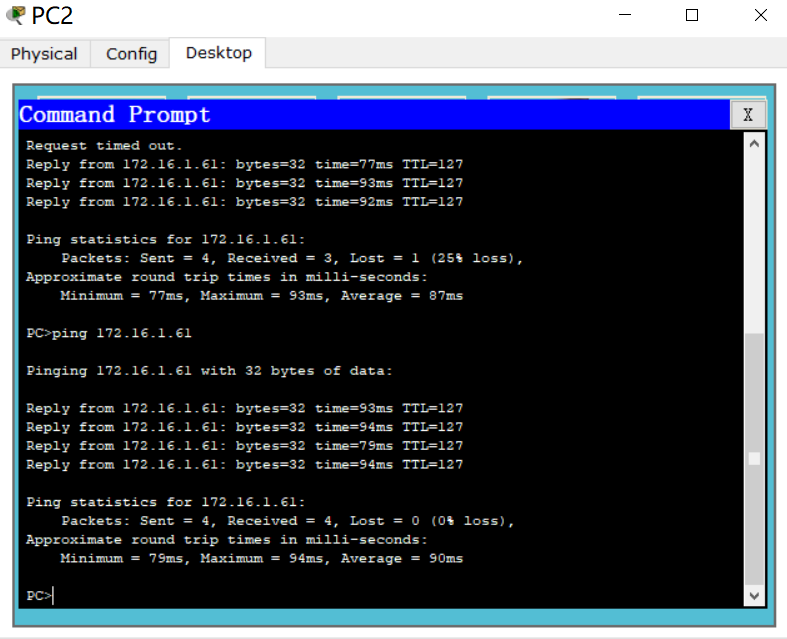 PC2
Physical Config Desktop
Command Prompt X
Request timed out.
Reply from 172.16.1.61: bytes=32 time=77ms TTL=127
Reply from 172.16.1.61: bytes=32 time=93ms TTL=127
Reply from 172.16.1.61: bytes=32 time=92ms TTL=127
Ping statistics for 172.16.1.61:
Packets: Sent = 4, Received = 3, Lost = 1 (25% loss),
Approximate round trip times in milli-seconds:
Minimum = 77ms, Maximum = 93ms, Average = 87ms
PC>ping 172.16.1.61
Pinging 172.16.1.61 with 32 bytes of data:
Reply from 172.16.1.61: bytes=32 time=93ms TTL=127
Reply from 172.16.1.61: bytes=32 time=94ms TTL=127
Reply from 172.16.1.61: bytes=32 time=79ms TTL=127
Reply from 172.16.1.61: bytes=32 time=94ms TTL=127
Ping statistics for 172.16.1.61:
Packets: Sent = 4, Received = 4, Lost = 0 (0% loss),
Approximate round trip times in milli-seconds:
Minimum = 79ms, Maximum = 94ms, Average = 90ms
PC>